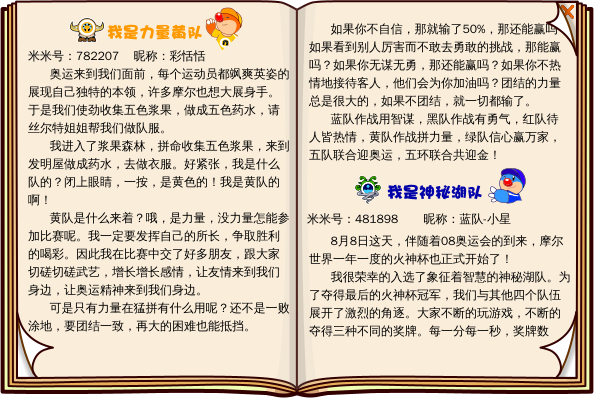 我是力量黄队
米米号：782207 昵称：彩恬恬
奥运来到我们面前，每个运动员都飒爽英姿的
展现自己独特的本领，许多摩尔也想大展身手。
于是我们使劲收集五色浆果，做成五色药水，请
丝尔特姐姐帮我们做队服。
我进入了浆果森林，拼命收集五色浆果，来到
发明屋做成药水，去做衣服。好紧张，我是什么
队的？闭上眼睛，一按，是黄色的！我是黄队的
啊！
黄队是什么来着？哦，是力量，没力量怎能参
加比赛呢。我一定要发挥自己的所长，争取胜利
的喝彩。因此我在比赛中交了好多朋友，跟大家
切磋切磋武艺，增长增长感情，让友情来到我们
身边，让奥运精神来到我们身边。
可是只有力量在猛拼有什么用呢？还不是一败
涂地，要团结一致，再大的困难也能抵挡。
如果你不自信，那就输了50%，那还能赢吗
如果看到别人厉害而不敢去勇敢的挑战，那能赢
吗？如果你无谋无勇，那还能赢吗？如果你不热
情地接待客人，他们会为你加油吗？团结的力量
总是很大的，如果不团结，就一切都输了。
蓝队作战用智谋，黑队作战有勇气，红队待
人皆热情，黄队作战拼力量，绿队信心赢万家，
五队联合迎奥运，五环联合共迎金！
我是神秘湖队
米米号：481898 昵称：蓝队-小星
8月8日这天，伴随着08奥运会的到来，摩尔
世界一年一度的火神杯也正式开始了！
我很荣幸的入选了象征着智慧的神秘湖队。为
了夺得最后的火神杯冠军，我们与其他四个队伍
展开了激烈的角逐。大家不断的玩游戏，不断的
夺得三种不同的奖牌。每一分每一秒，奖牌数